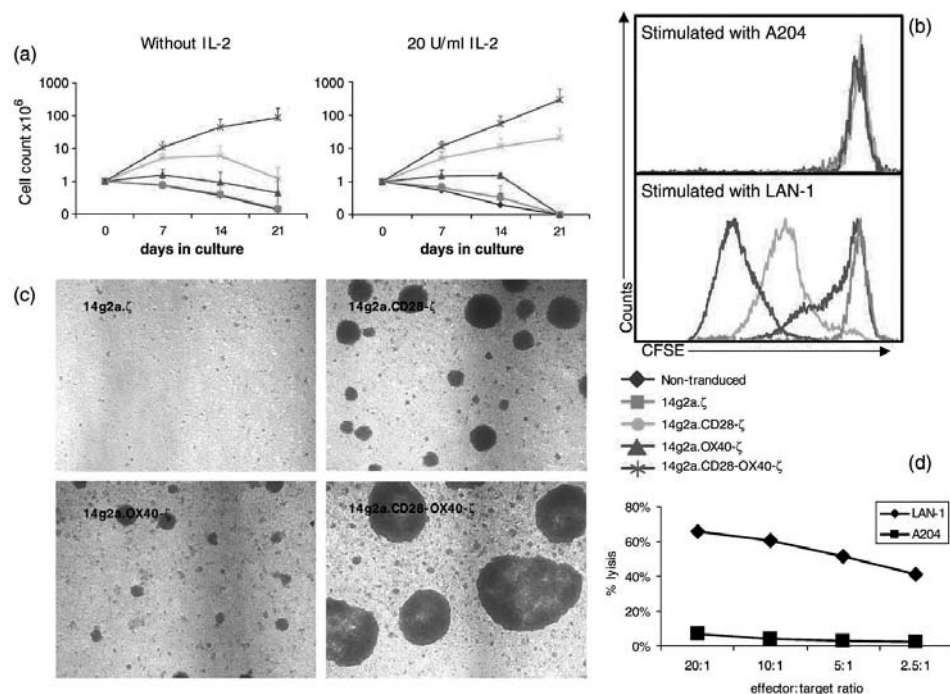 (a)
Without IL-2
20 U/ml IL-2
Cell count x10⁶
1000
100
10
1
0
0 7 14 21
days in culture
1000
100
10
1
0
0 7 14 21
days in culture
(b)
Stimulated with A204
Stimulated with LAN-1
Counts
CFSE
Non-tranduced
14g2a.ζ
14g2a.CD28-ζ
14g2a.OX40-ζ
14g2a.CD28-OX40-ζ
(c)
14g2a.ζ
14g2a.CD28-ζ
14g2a.OX40-ζ
14g2a.CD28-OX40-ζ
(d)
% lyisis
80%
60%
40%
20%
0%
20:1 10:1 5:1 2.5:1
effector:target ratio
LAN-1
A204